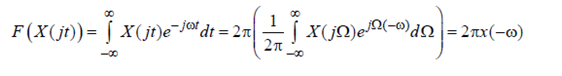 F(X(jt)) = ∫_{-∞}^{∞} X(jt)e^{-jωt}dt = 2π(1/2π ∫_{-∞}^{∞} X(jΩ)e^{jΩ(-ω)}dΩ) = 2πx(-ω)